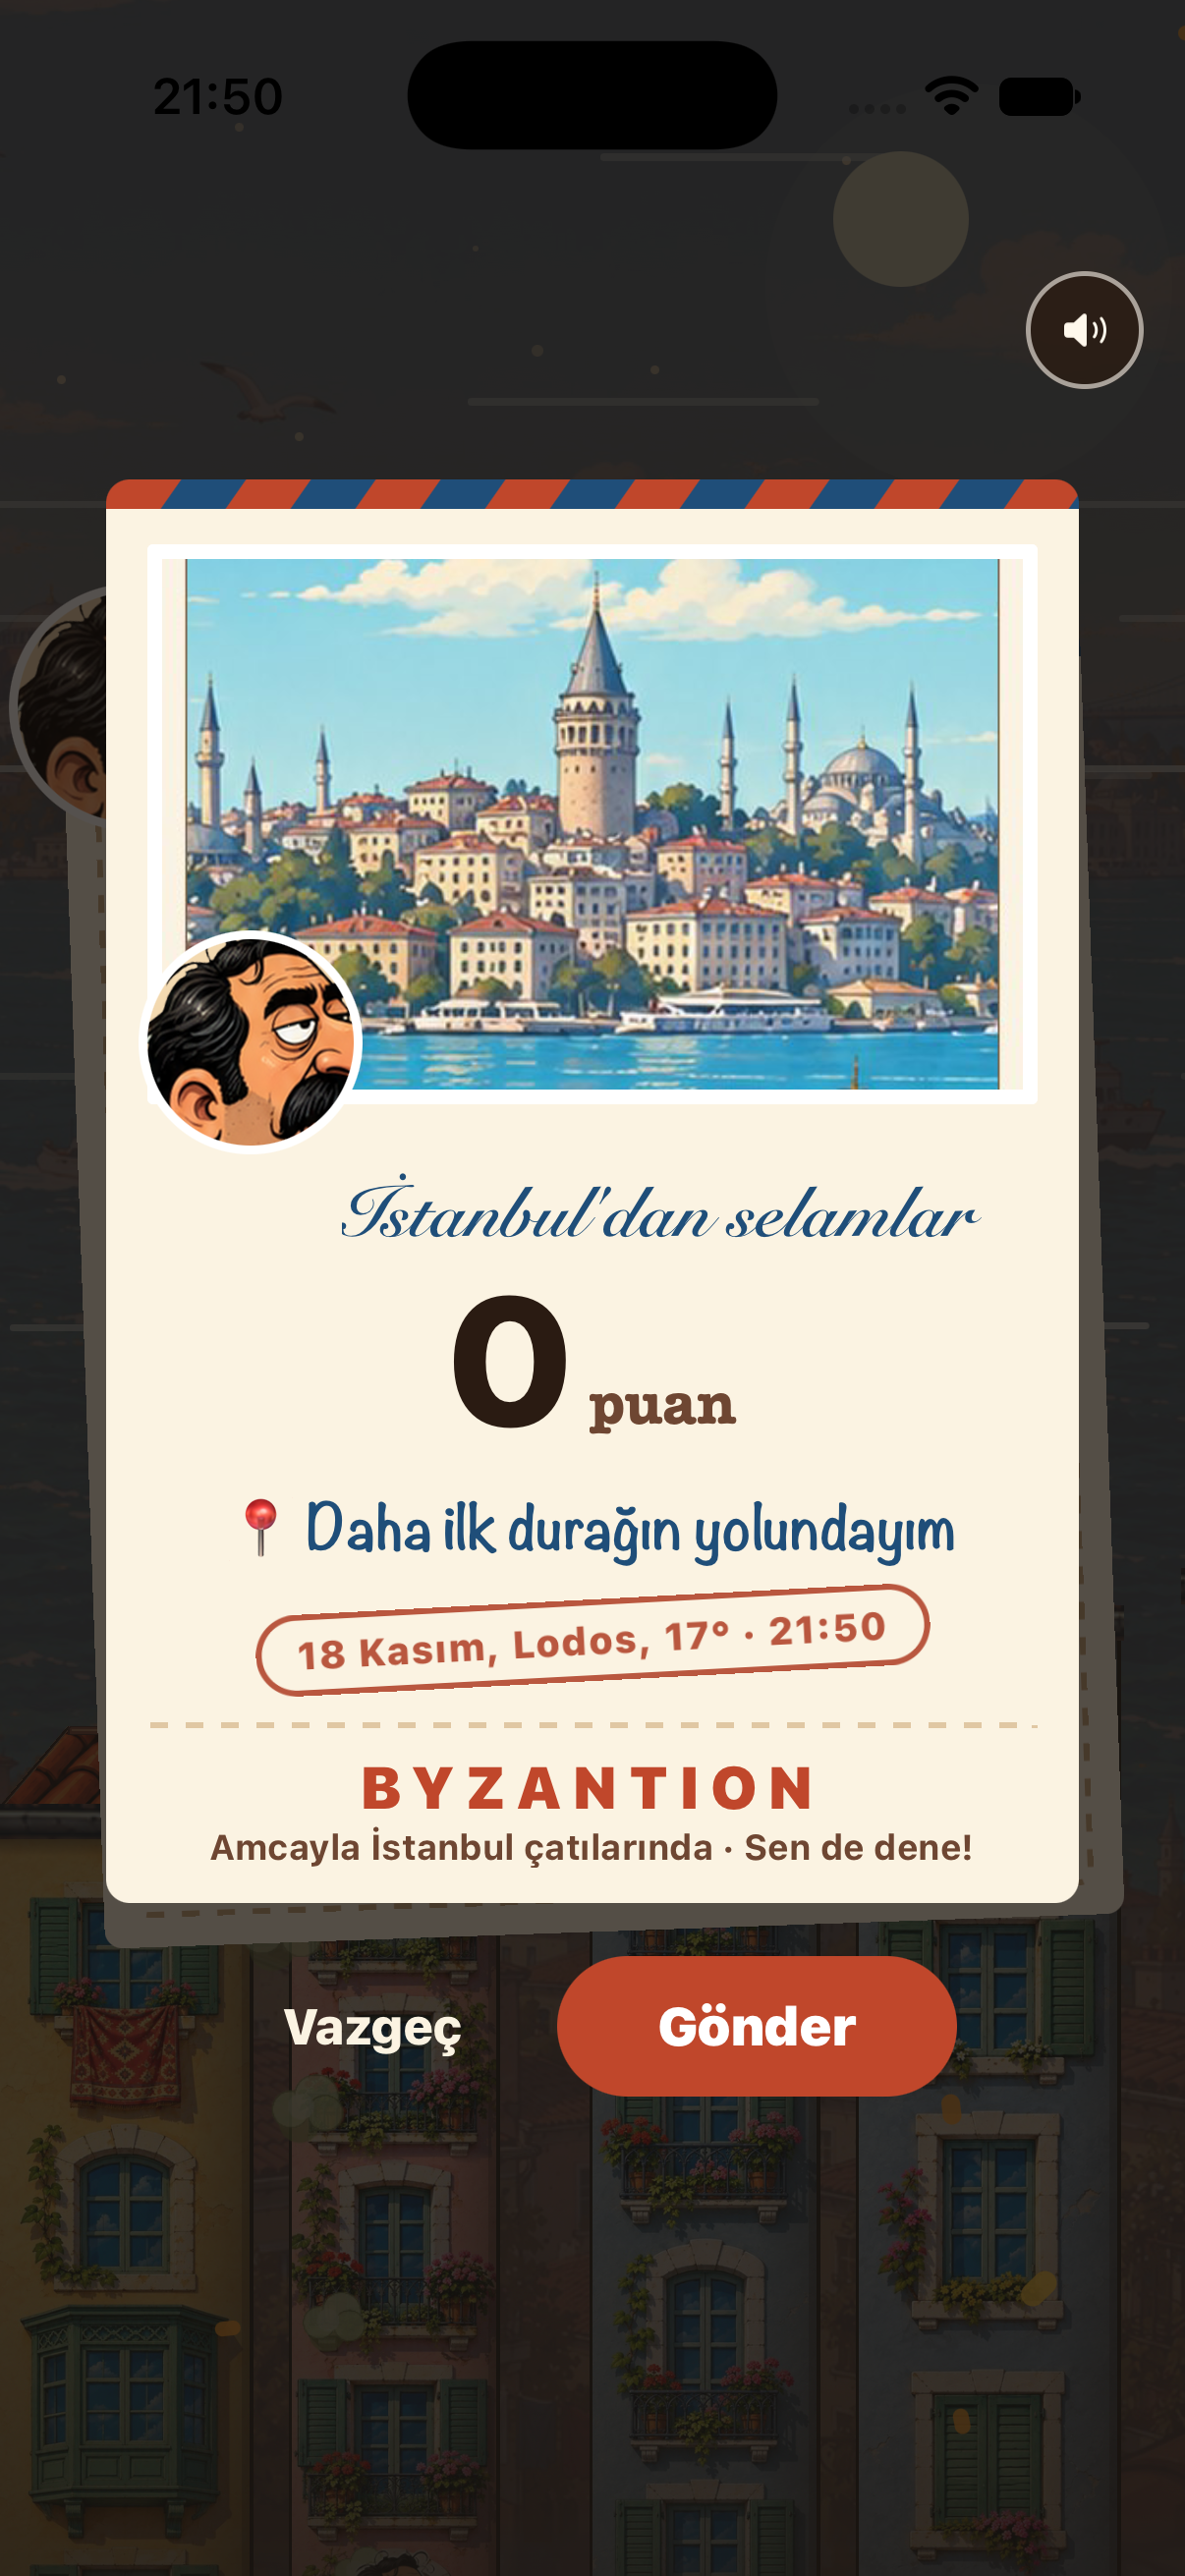 21:50
İstanbul'dan selamlar
0 puan
Daha ilk durağın yolundayım
18 Kasım, Lodos, 17° · 21:50
BYZANTION
Amcayla İstanbul çatılarında · Sen de dene!
Vazgeç
Gönder